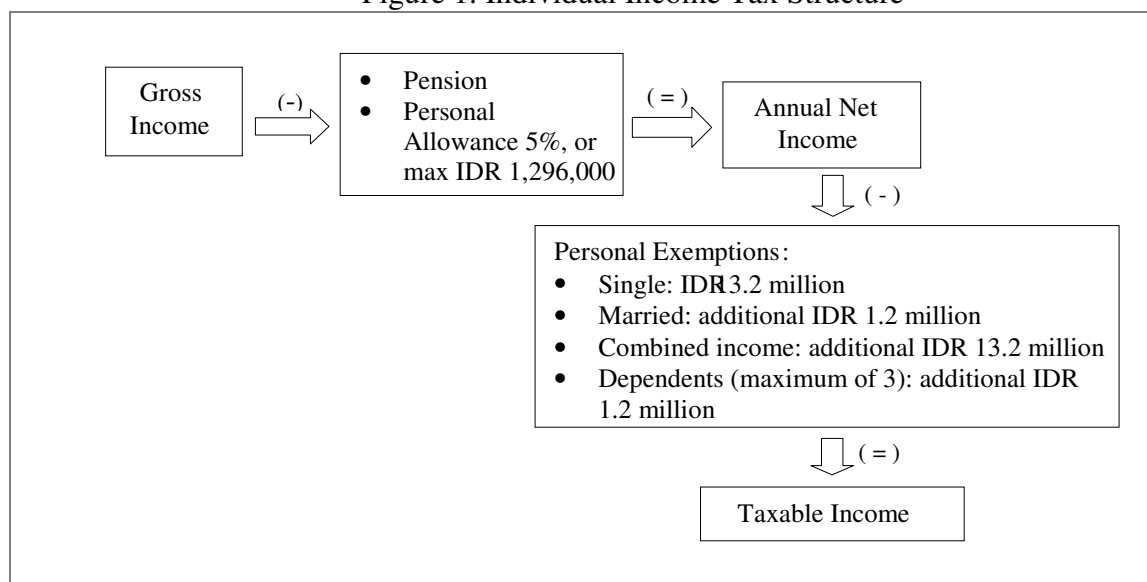 Figure 1: Individual Income Tax Structure
Gross
Income
(-)
• Pension
• Personal
Allowance 5%, or
max IDR 1,296,000
( = )
Annual Net
Income
( - )
Personal Exemptions:
• Single: IDR13.2 million
• Married: additional IDR 1.2 million
• Combined income: additional IDR 13.2 million
• Dependents (maximum of 3): additional IDR
1.2 million
( = )
Taxable Income